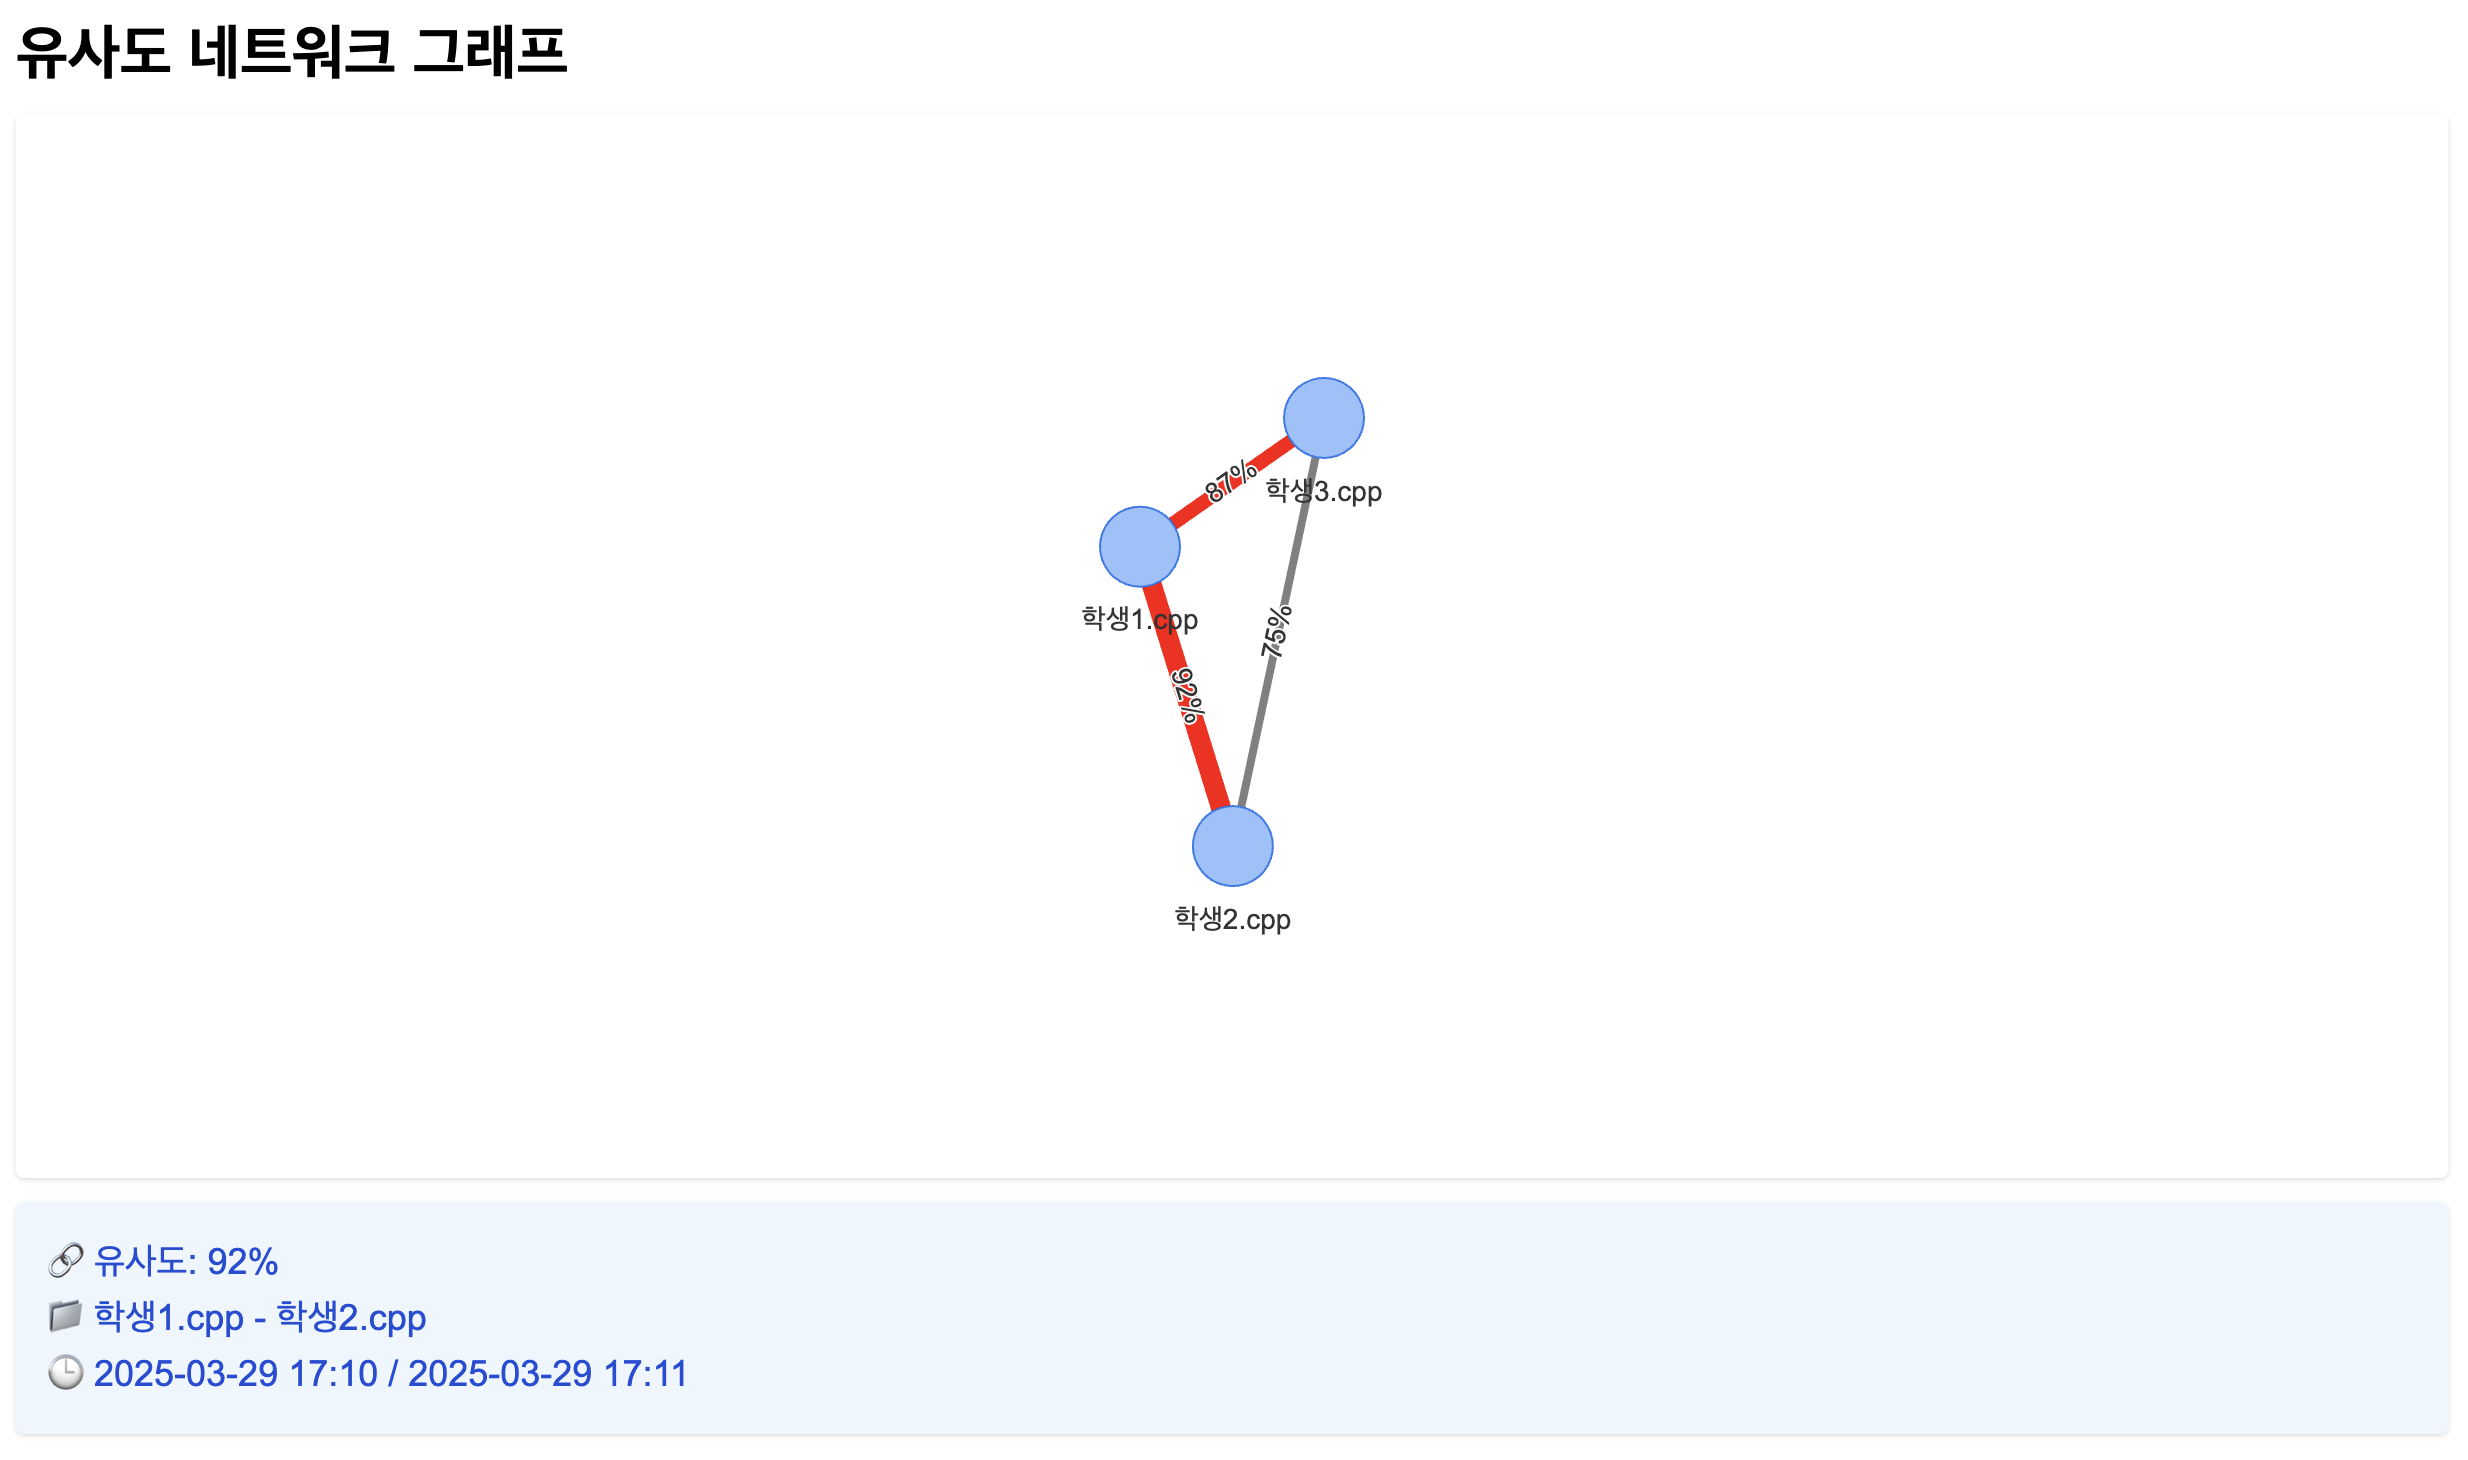 유사도 네트워크 그래프
87%
학생3.cpp
학생1.cpp
75%
92%
학생2.cpp
유사도: 92%
학생1.cpp - 학생2.cpp
2025-03-29 17:10 / 2025-03-29 17:11